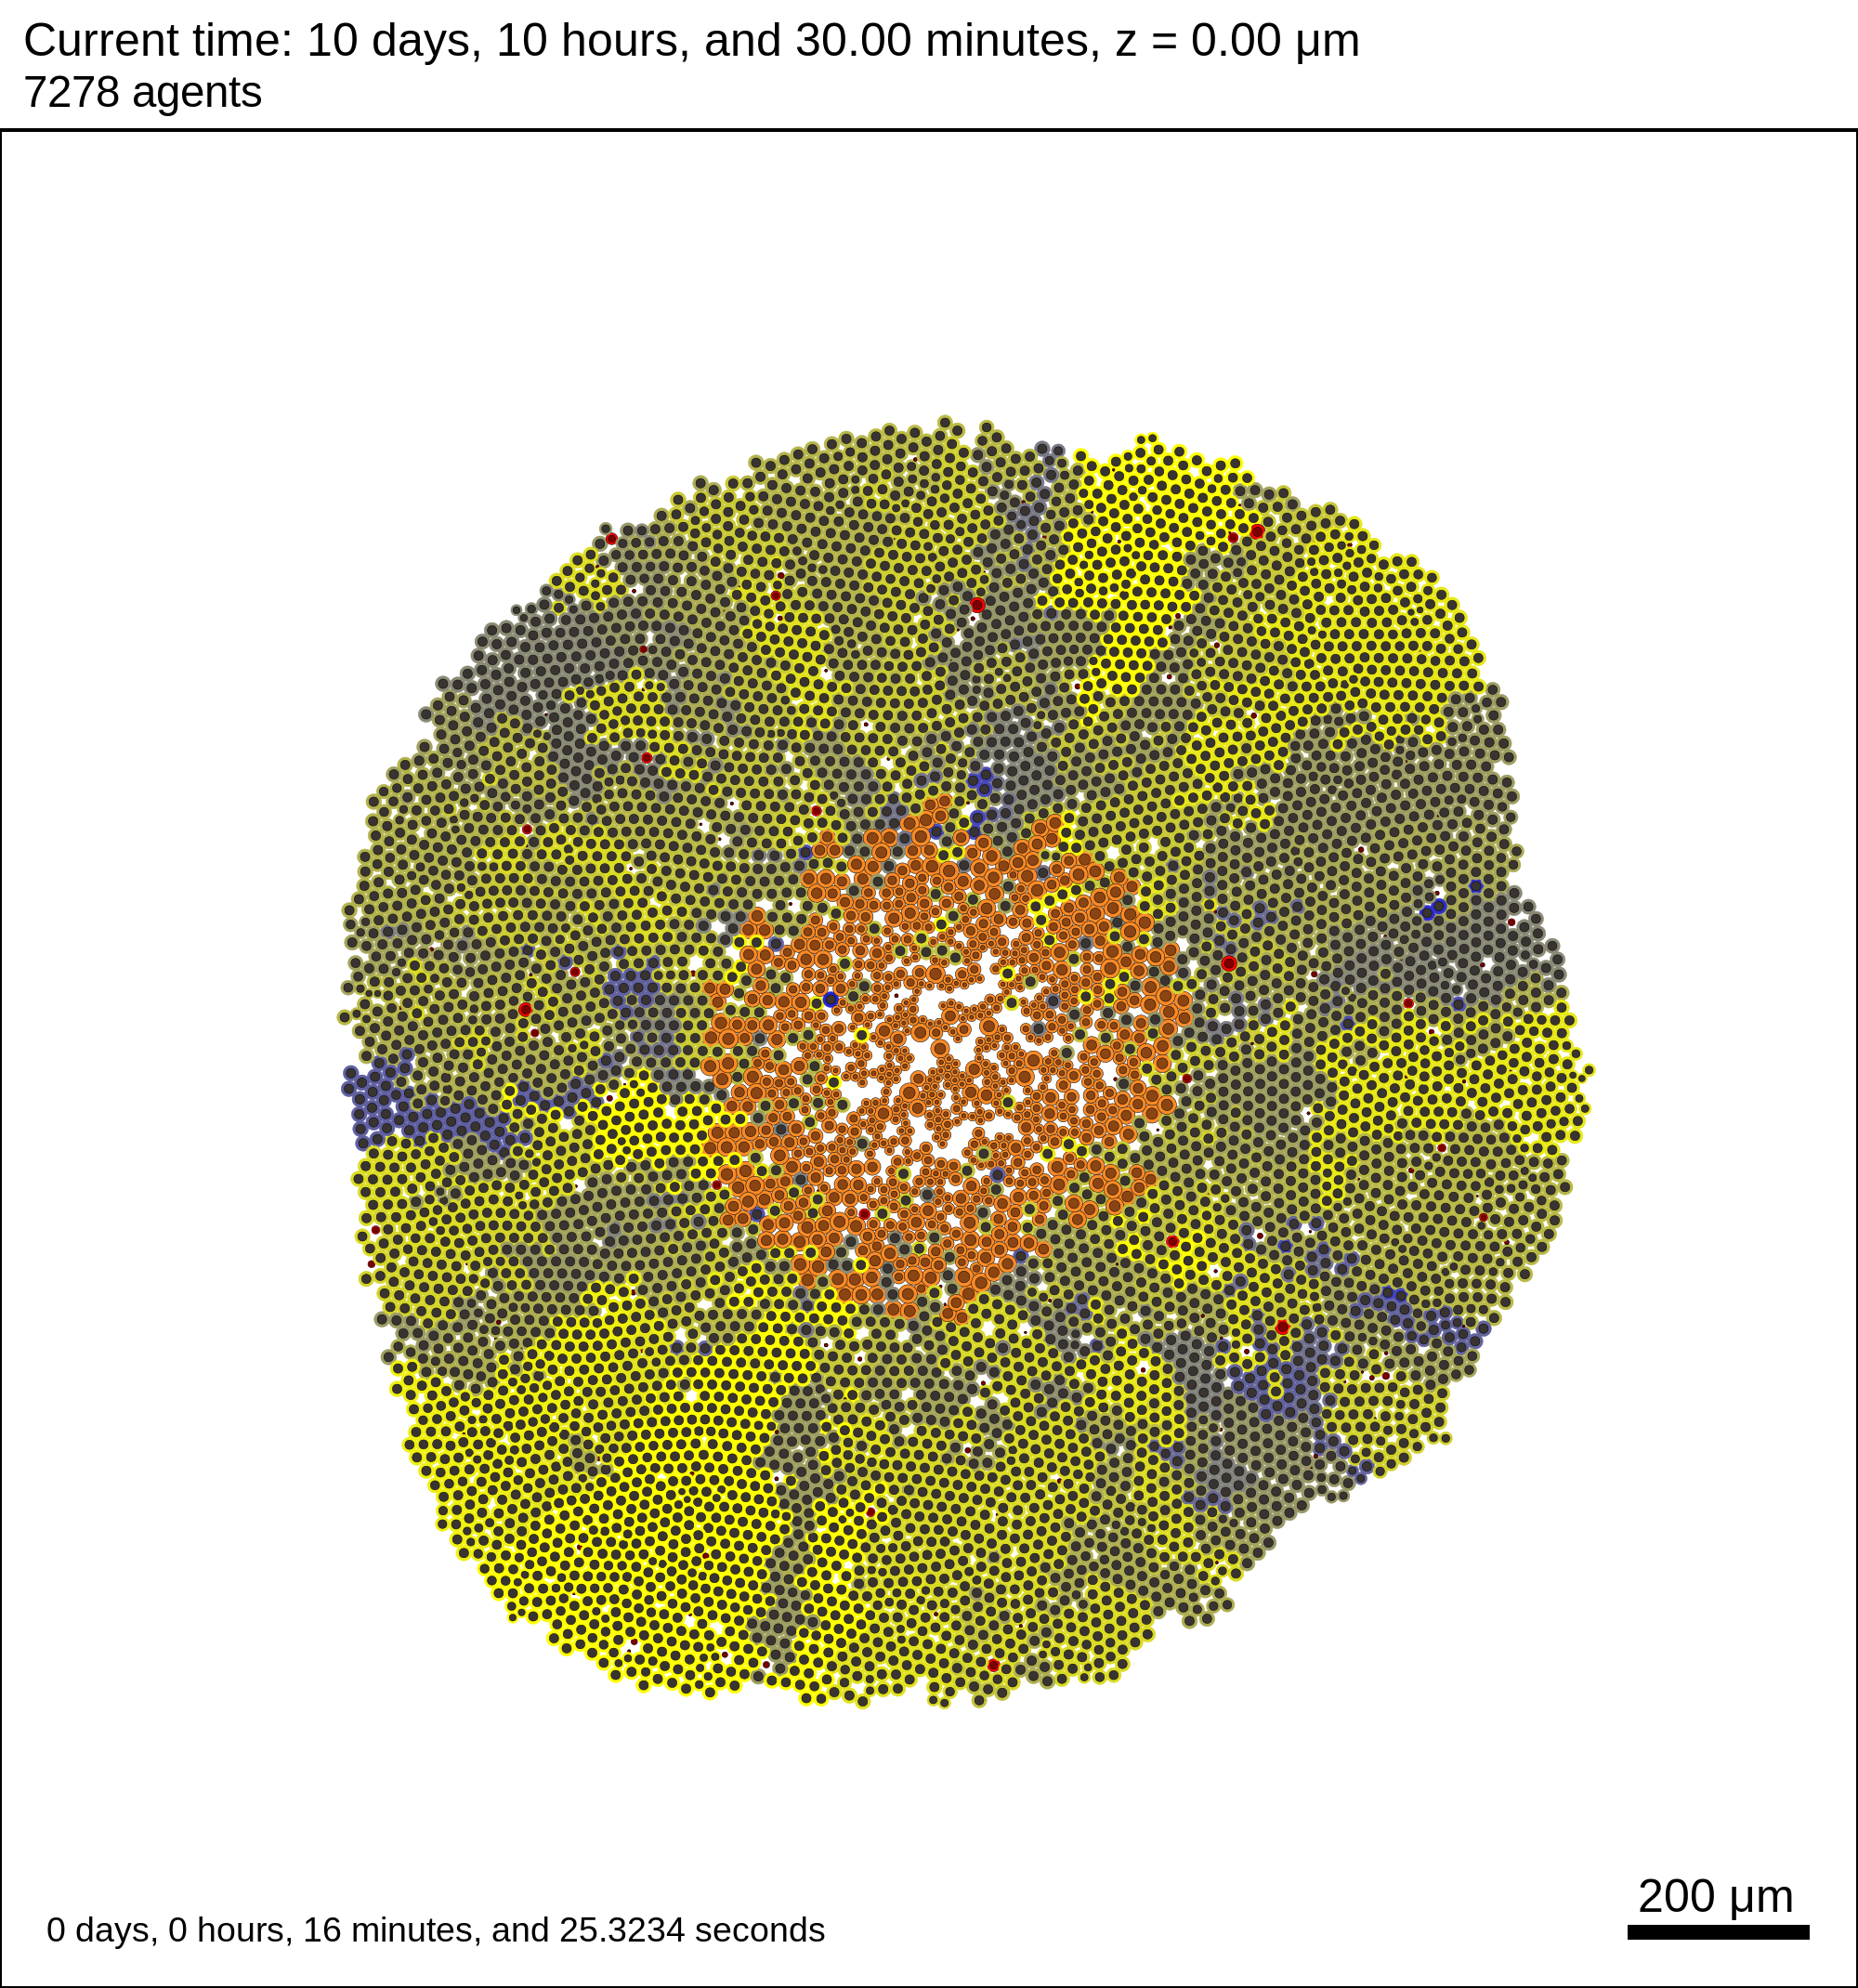 Current time: 10 days, 10 hours, and 30.00 minutes, z = 0.00 μm
7278 agents
200 μm
0 days, 0 hours, 16 minutes, and 25.3234 seconds